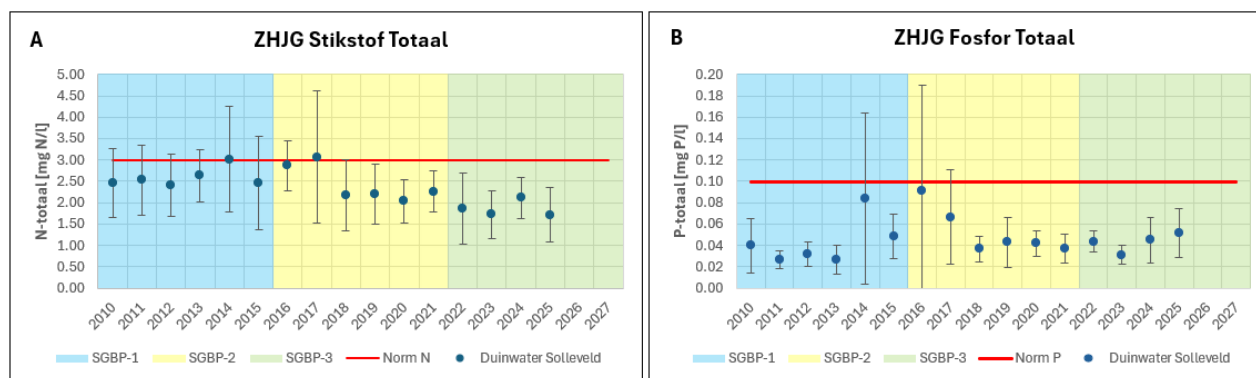 A
ZHJG Stikstof Totaal
N-totaal [mg N/l]
5.00
4.50
4.00
3.50
3.00
2.50
2.00
1.50
1.00
0.50
0.00
2010 2011 2012 2013 2014 2015 2016 2017 2018 2019 2020 2021 2022 2023 2024 2025 2026 2027
SGBP-1 SGBP-2 SGBP-3 Norm N Duinwater Solleveld
B
ZHJG Fosfor Totaal
P-totaal [mg P/l]
0.20
0.18
0.16
0.14
0.12
0.10
0.08
0.06
0.04
0.02
0.00
2010 2011 2012 2013 2014 2015 2016 2017 2018 2019 2020 2021 2022 2023 2024 2025 2026 2027
SGBP-1 SGBP-2 SGBP-3 Norm P Duinwater Solleveld